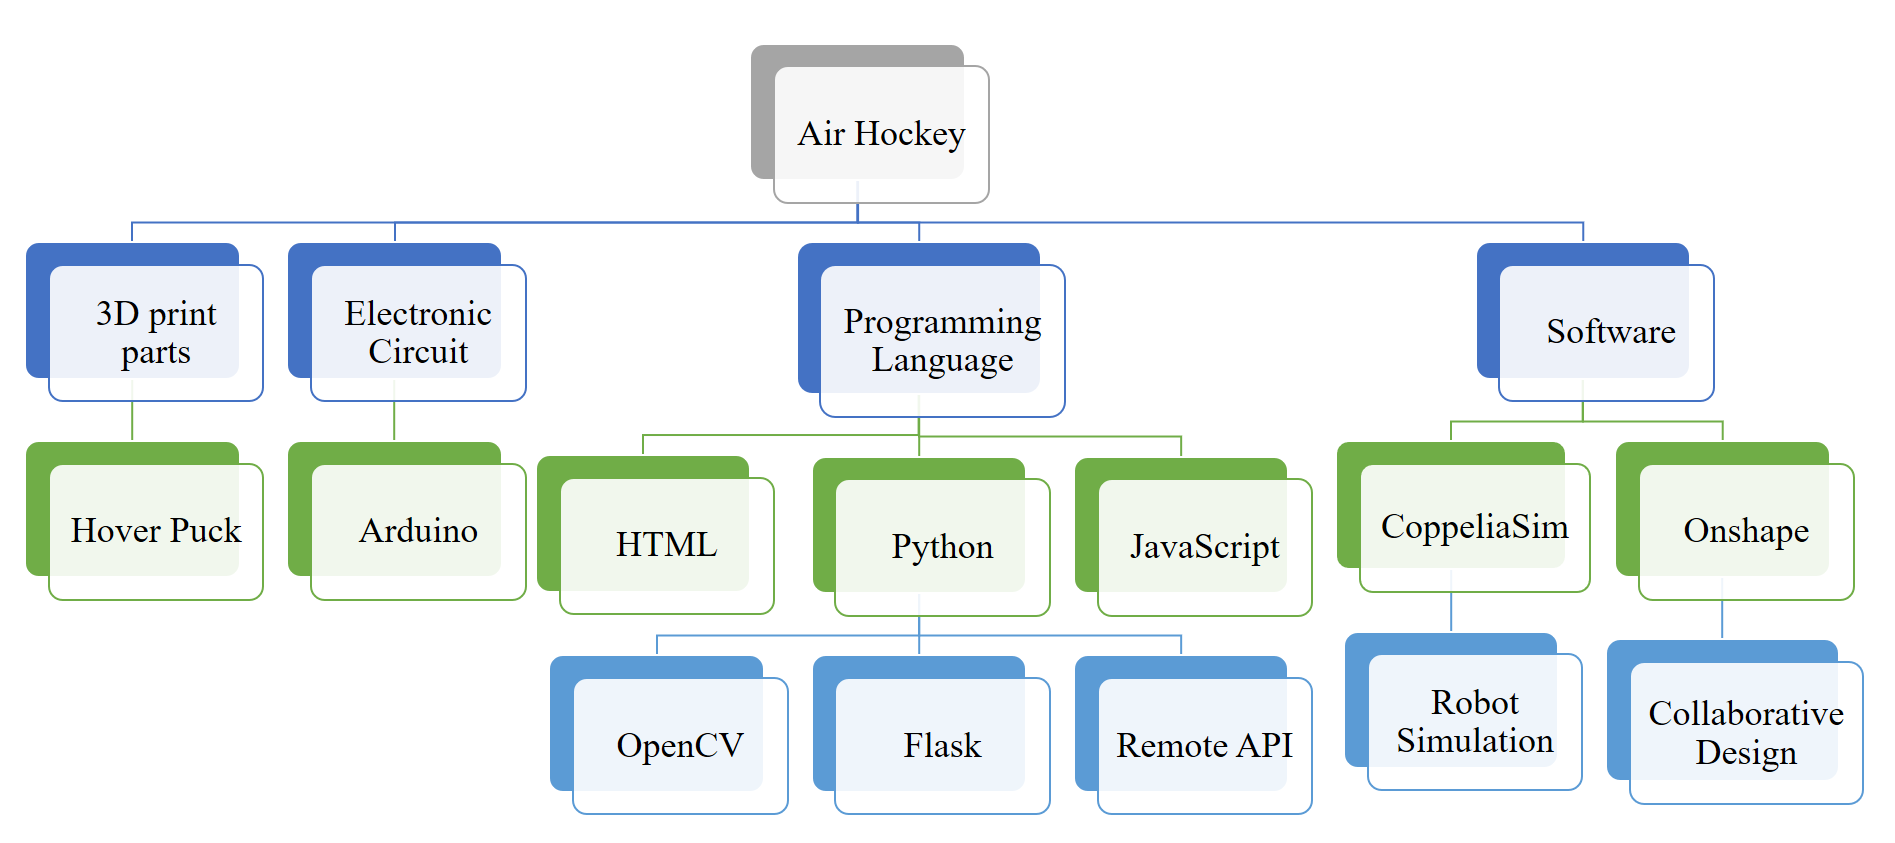 Air Hockey
3D print
parts
Electronic
Circuit
Programming
Language
Software
Hover Puck
Arduino
HTML
Python
JavaScript
CoppeliaSim
Onshape
OpenCV
Flask
Remote API
Robot
Simulation
Collaborative
Design